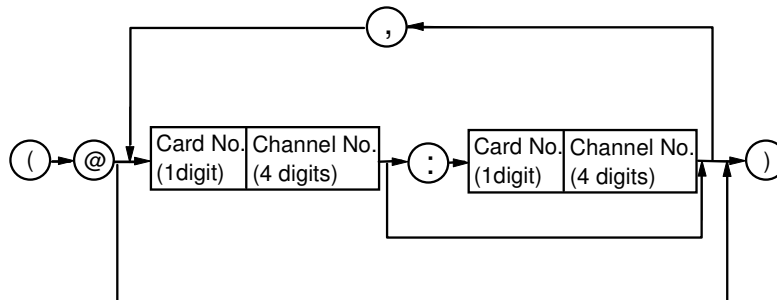 ,
( @ Card No. Channel No. : Card No. Channel No. )
(1digit) (4 digits) (1digit) (4 digits)